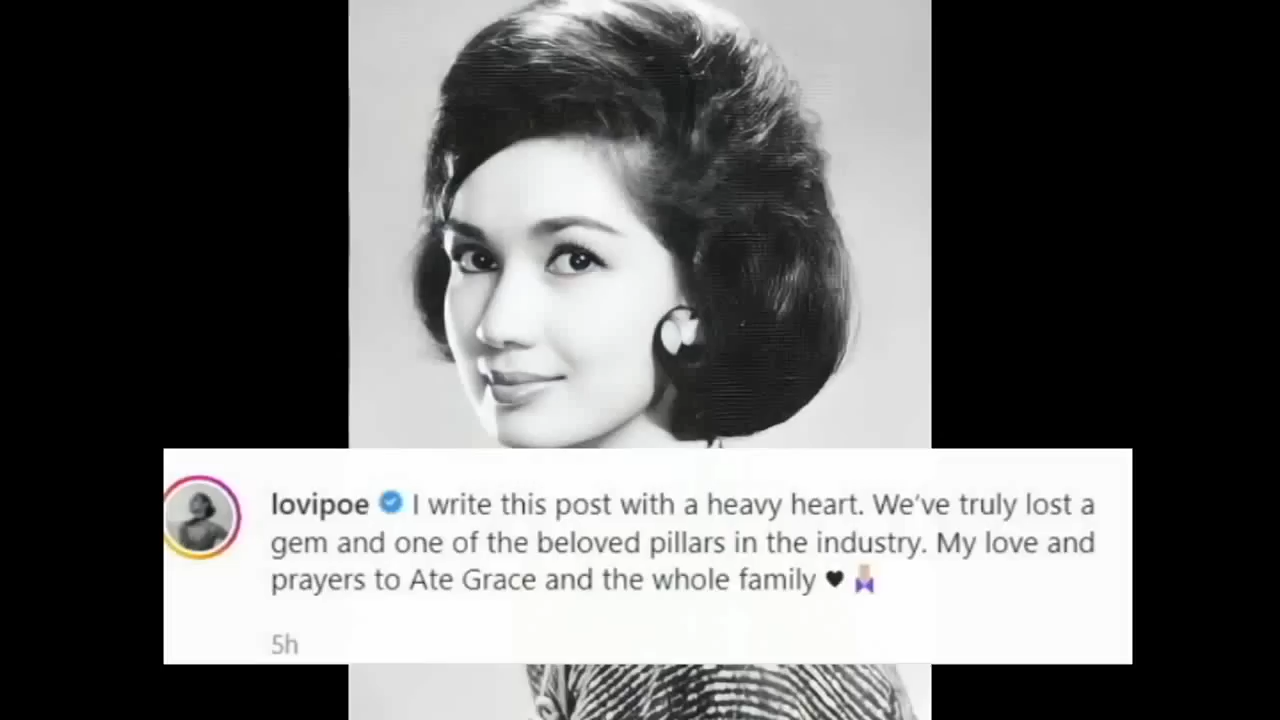 lovipoe I write this post with a heavy heart. We've truly lost a
gem and one of the beloved pillars in the industry. My love and
prayers to Ate Grace and the whole family 🖤 🙏🏼
5h